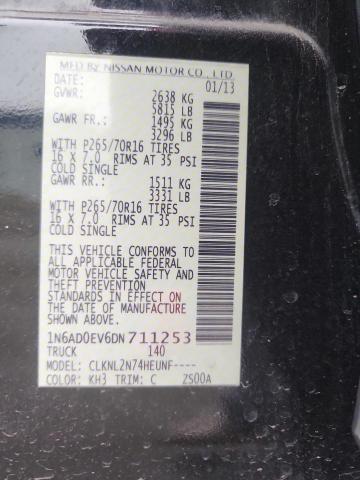 MFD BY NISSAN MOTOR CO., LTD.
DATE: 01/13
GVWR: 2638 KG
5815 LB
GAWR FR.: 1495 KG
3296 LB
WITH P265/70R16 TIRES
16 X 7.0 RIMS AT 35 PSI
COLD SINGLE
GAWR RR.: 1511 KG
3331 LB
WITH P265/70R16 TIRES
16 X 7.0 RIMS AT 35 PSI
COLD SINGLE
THIS VEHICLE CONFORMS TO
ALL APPLICABLE FEDERAL
MOTOR VEHICLE SAFETY AND
THEFT PREVENTION
STANDARDS IN EFFECT ON
THE DATE OF MANUFACTURE
SHOWN ABOVE.
1N6AD0EV6DN711253
TRUCK 140
MODEL: CLKNL2N74HEUNF----
COLOR: KH3 TRIM: C ZS00A